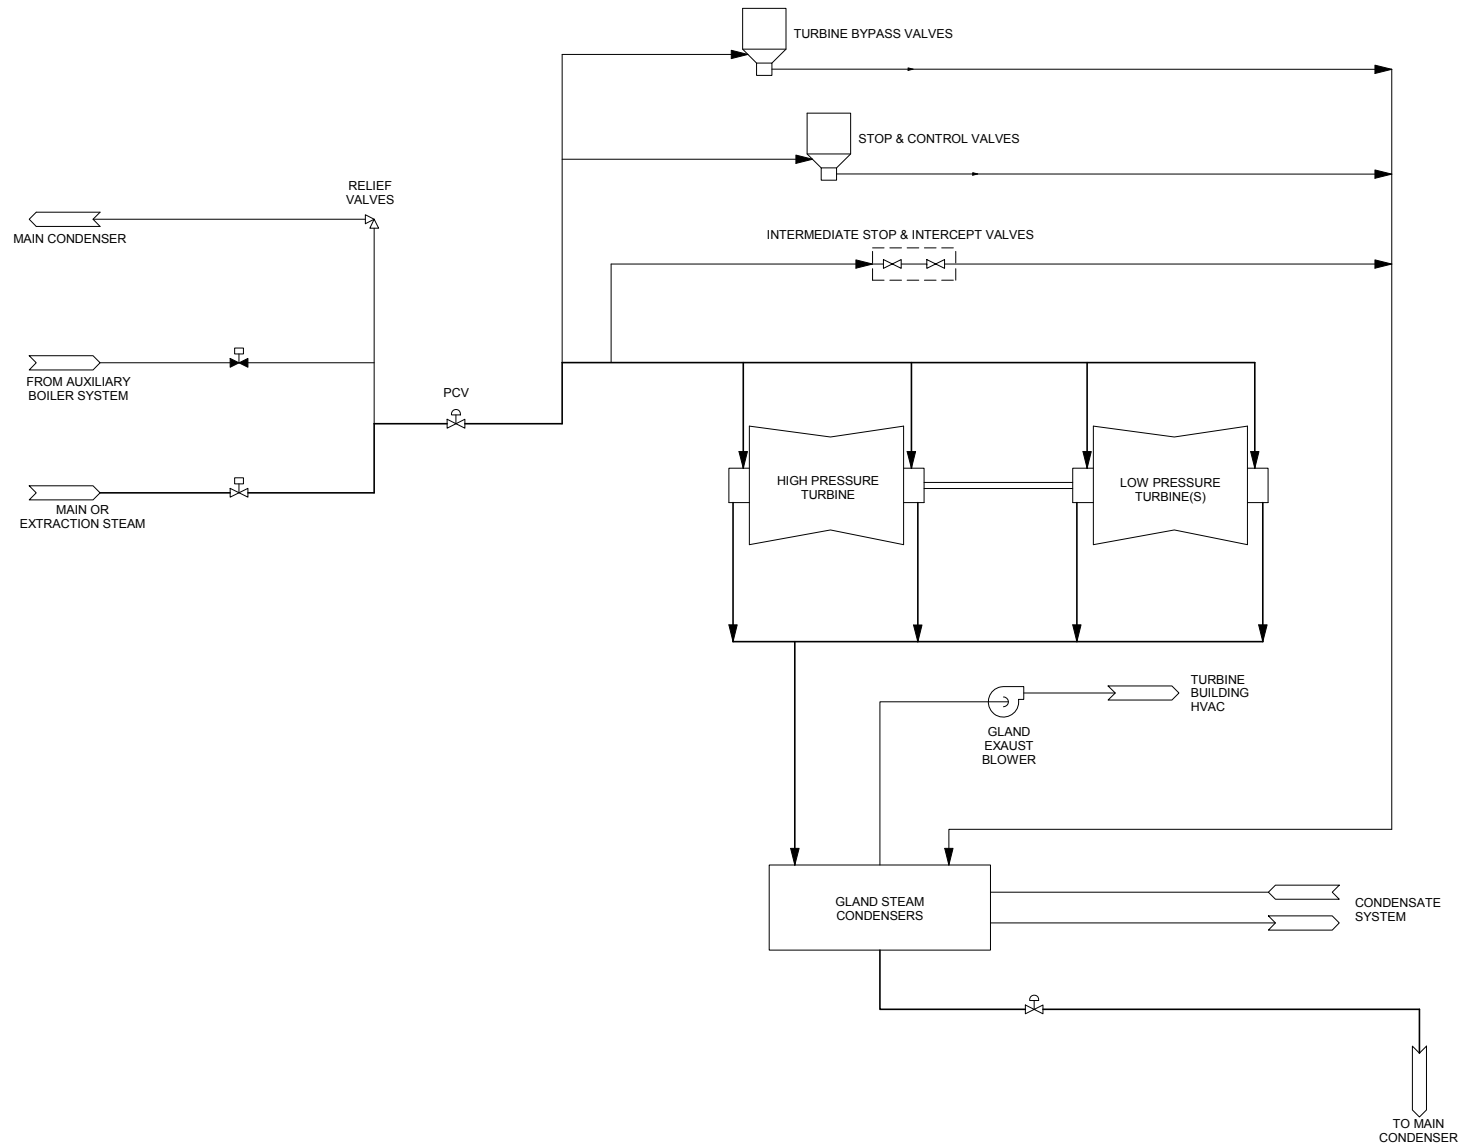 TURBINE BYPASS VALVES
STOP & CONTROL VALVES
RELIEF
VALVES
MAIN CONDENSER
INTERMEDIATE STOP & INTERCEPT VALVES
FROM AUXILIARY
BOILER SYSTEM
PCV
MAIN OR
EXTRACTION STEAM
HIGH PRESSURE
TURBINE
LOW PRESSURE
TURBINE(S)
TURBINE
BUILDING
HVAC
GLAND
EXAUST
BLOWER
GLAND STEAM
CONDENSERS
CONDENSATE
SYSTEM
TO MAIN
CONDENSER